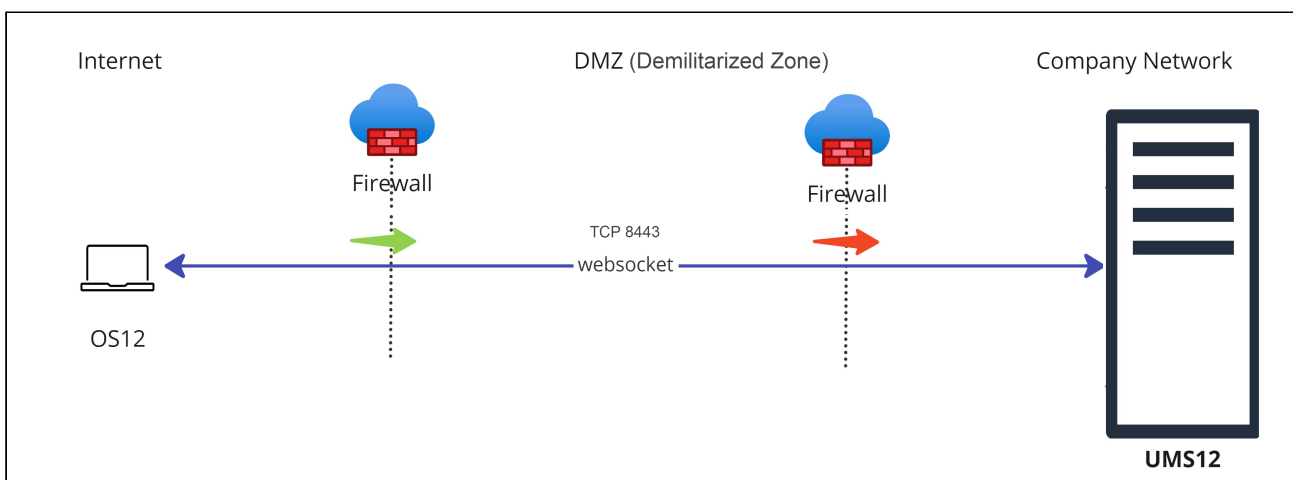 Internet
DMZ (Demilitarized Zone)
Company Network
Firewall
Firewall
TCP 8443
websocket
OS12
UMS12